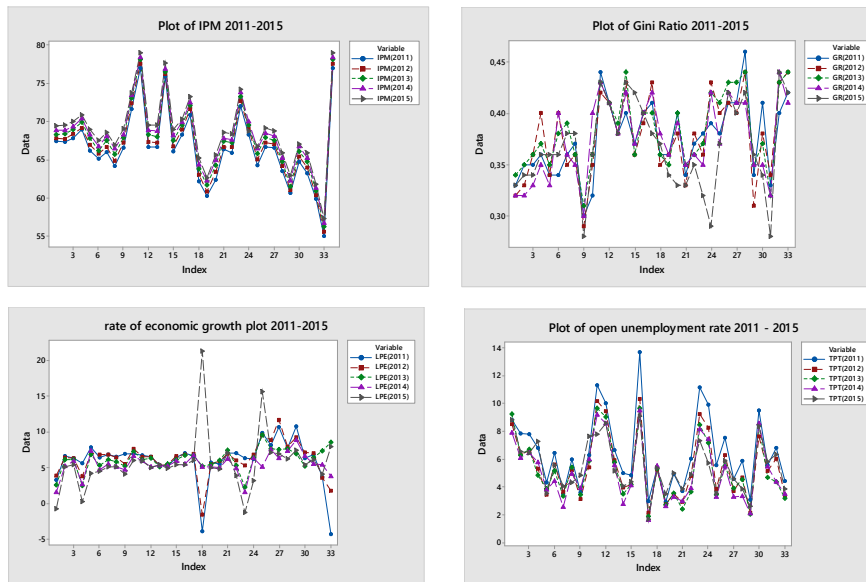 Plot of IPM 2011-2015
Variable
IPM(2011)
IPM(2012)
IPM(2013)
IPM(2014)
IPM(2015)
Data
80
75
70
65
60
55
3 6 9 12 15 18 21 24 27 30 33
Index
Plot of Gini Ratio 2011-2015
Variable
GR(2011)
GR(2012)
GR(2013)
GR(2014)
GR(2015)
Data
0,45
0,40
0,35
0,30
3 6 9 12 15 18 21 24 27 30 33
Index
rate of economic growth plot 2011-2015
Variable
LPE(2011)
LPE(2012)
LPE(2013)
LPE(2014)
LPE(2015)
Data
20
15
10
5
0
-5
3 6 9 12 15 18 21 24 27 30 33
Index
Plot of open unemployment rate 2011 - 2015
Variable
TPT(2011)
TPT(2012)
TPT(2013)
TPT(2014)
TPT(2015)
Data
14
12
10
8
6
4
2
0
3 6 9 12 15 18 21 24 27 30 33
Index